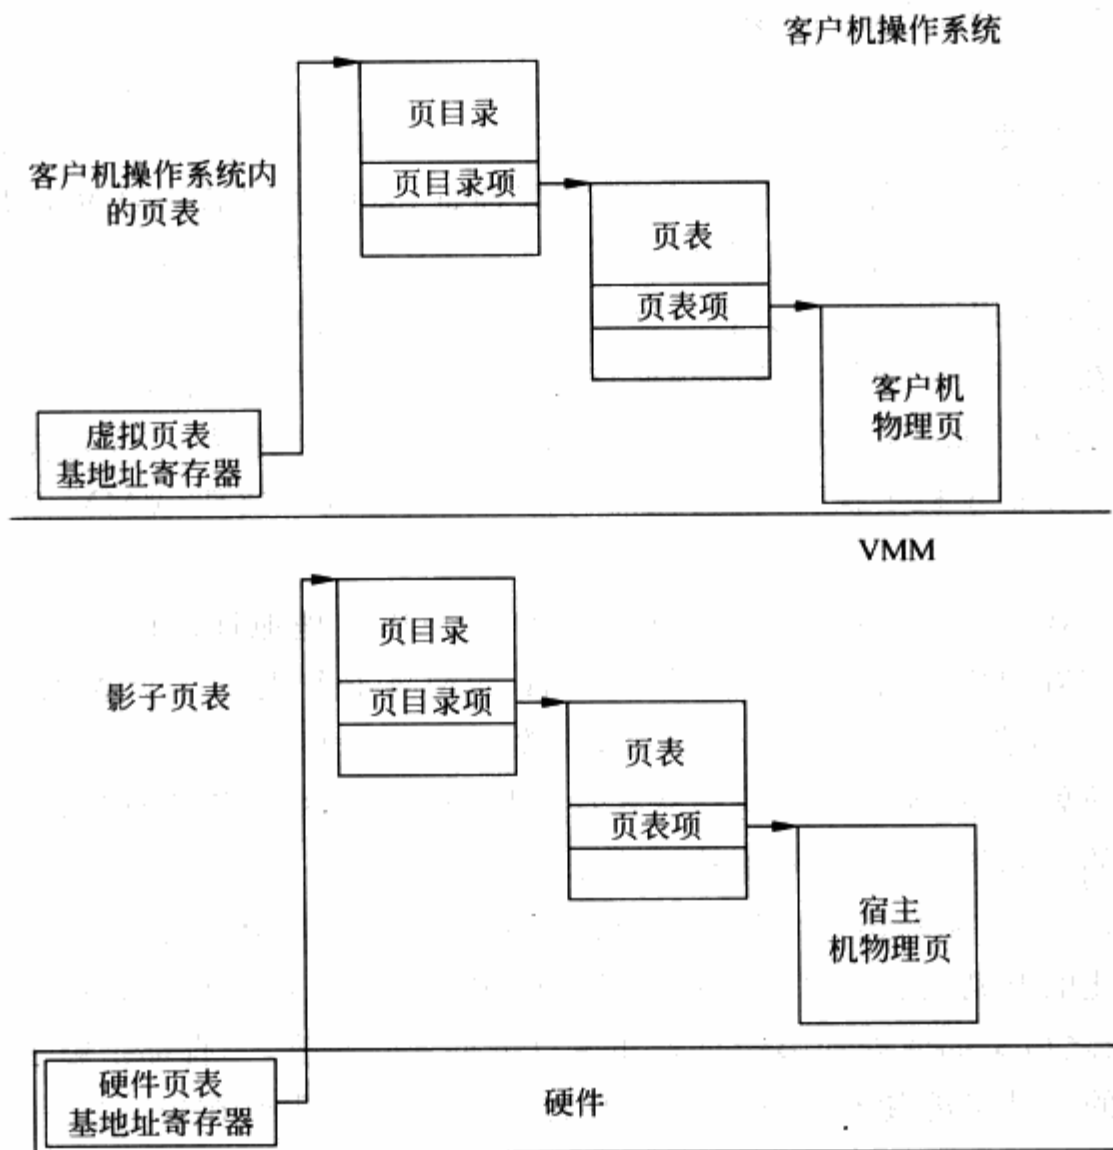 客户机操作系统
页目录
客户机操作系统内
的页表
页目录项
页表
页表项
客户机
物理页
虚拟页表
基地址寄存器
VMM
页目录
影子页表
页目录项
页表
页表项
宿主
机物理页
硬件页表
基地址寄存器
硬件